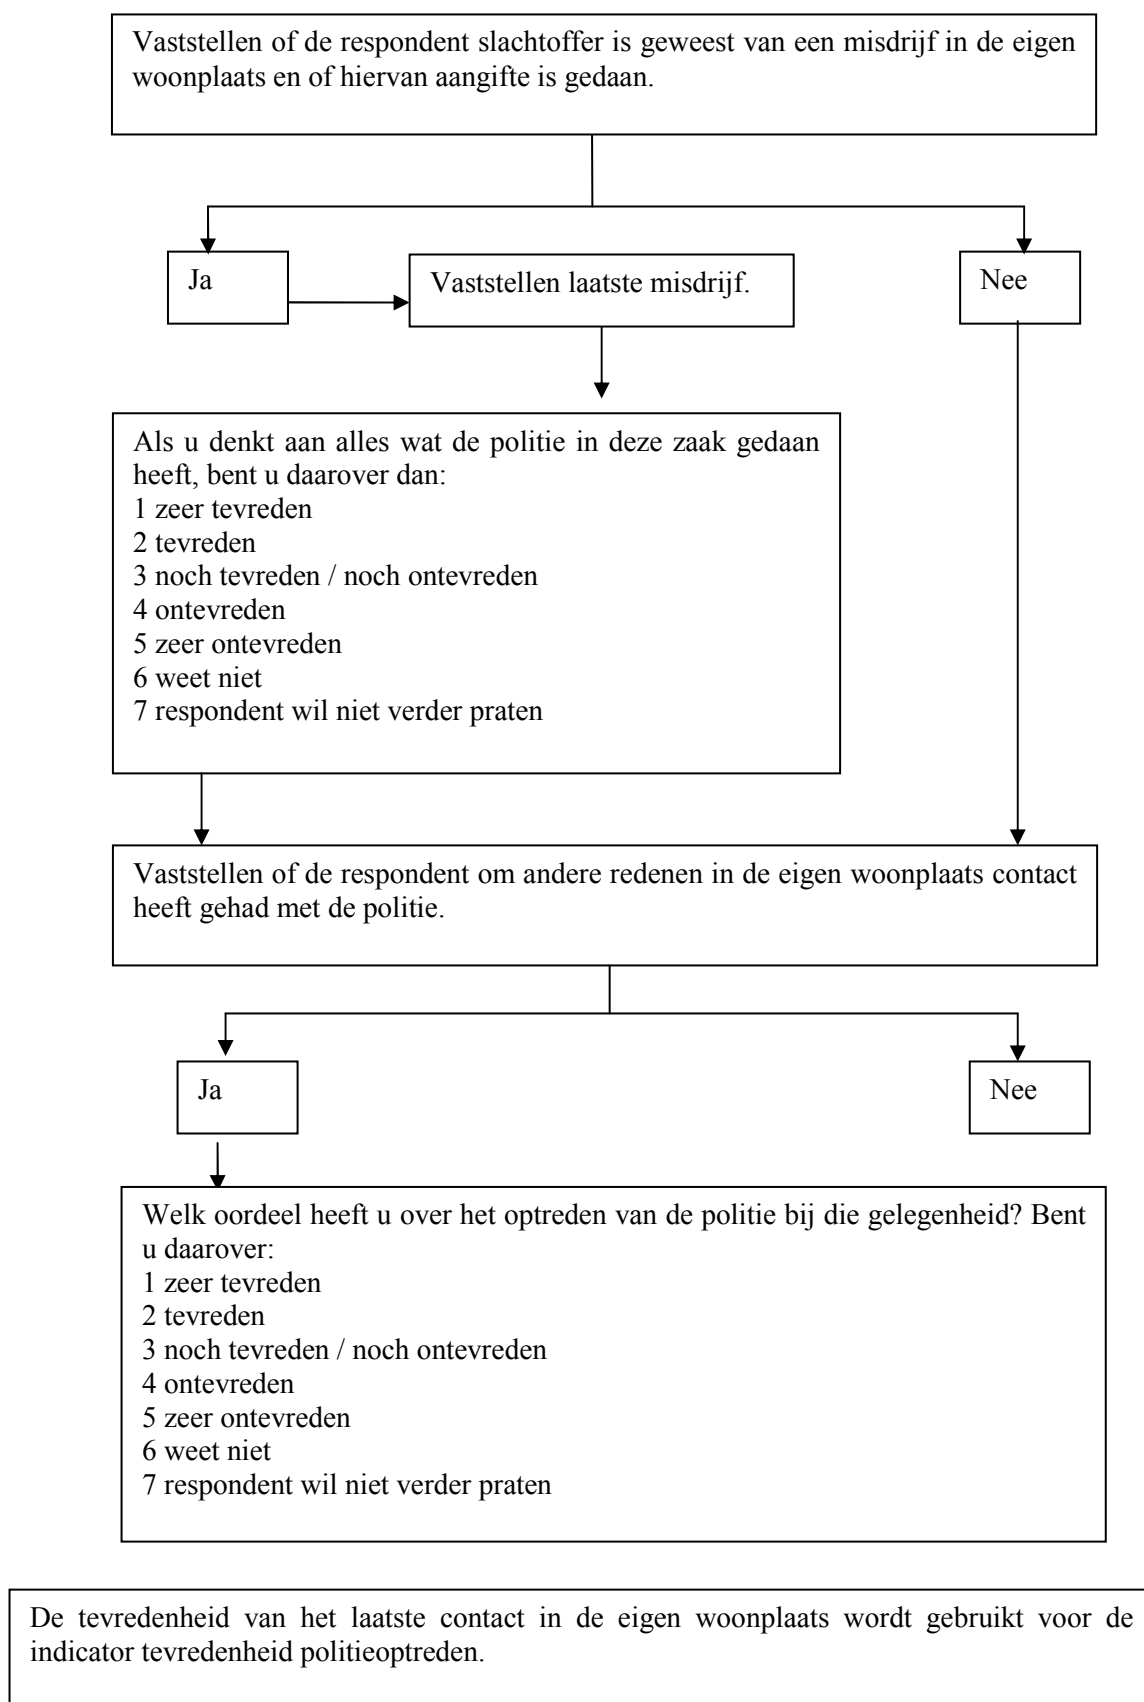 Vaststellen of de respondent slachtoffer is geweest van een misdrijf in de eigen
woonplaats en of hiervan aangifte is gedaan.
Ja
Vaststellen laatste misdrijf.
Nee
Als u denkt aan alles wat de politie in deze zaak gedaan
heeft, bent u daarover dan:
1 zeer tevreden
2 tevreden
3 noch tevreden / noch ontevreden
4 ontevreden
5 zeer ontevreden
6 weet niet
7 respondent wil niet verder praten
Vaststellen of de respondent om andere redenen in de eigen woonplaats contact
heeft gehad met de politie.
Ja
Nee
Welk oordeel heeft u over het optreden van de politie bij die gelegenheid? Bent
u daarover:
1 zeer tevreden
2 tevreden
3 noch tevreden / noch ontevreden
4 ontevreden
5 zeer ontevreden
6 weet niet
7 respondent wil niet verder praten
De tevredenheid van het laatste contact in de eigen woonplaats wordt gebruikt voor de
indicator tevredenheid politieoptreden.